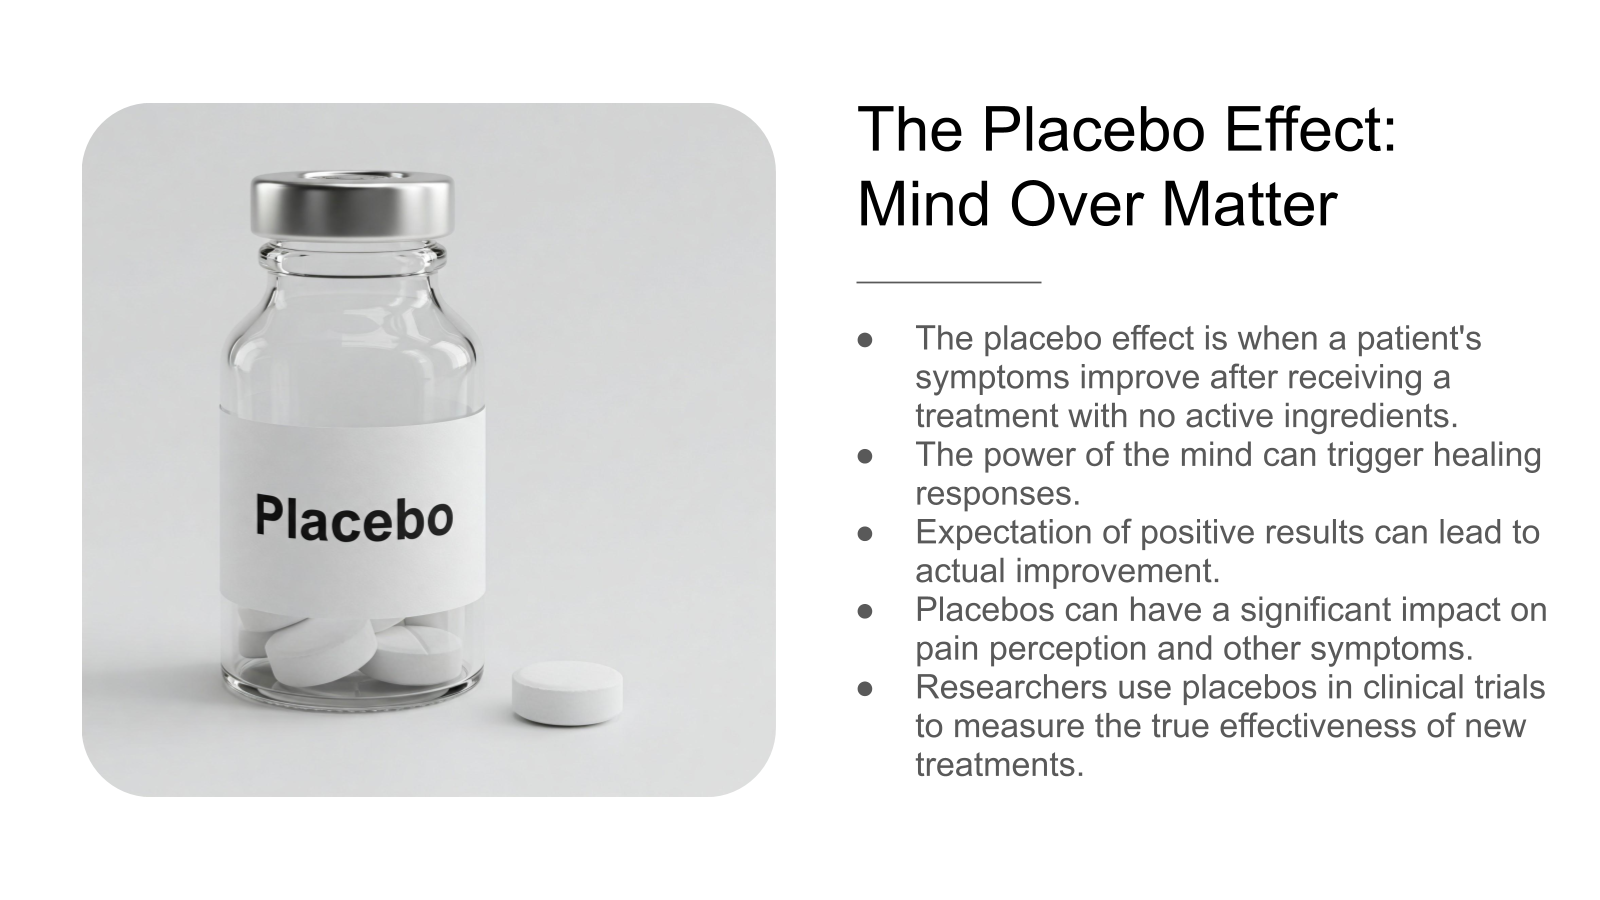 The Placebo Effect:
Mind Over Matter
Placebo
● The placebo effect is when a patient's
symptoms improve after receiving a
treatment with no active ingredients.
● The power of the mind can trigger healing
responses.
● Expectation of positive results can lead to
actual improvement.
● Placebos can have a significant impact on
pain perception and other symptoms.
● Researchers use placebos in clinical trials
to measure the true effectiveness of new
treatments.